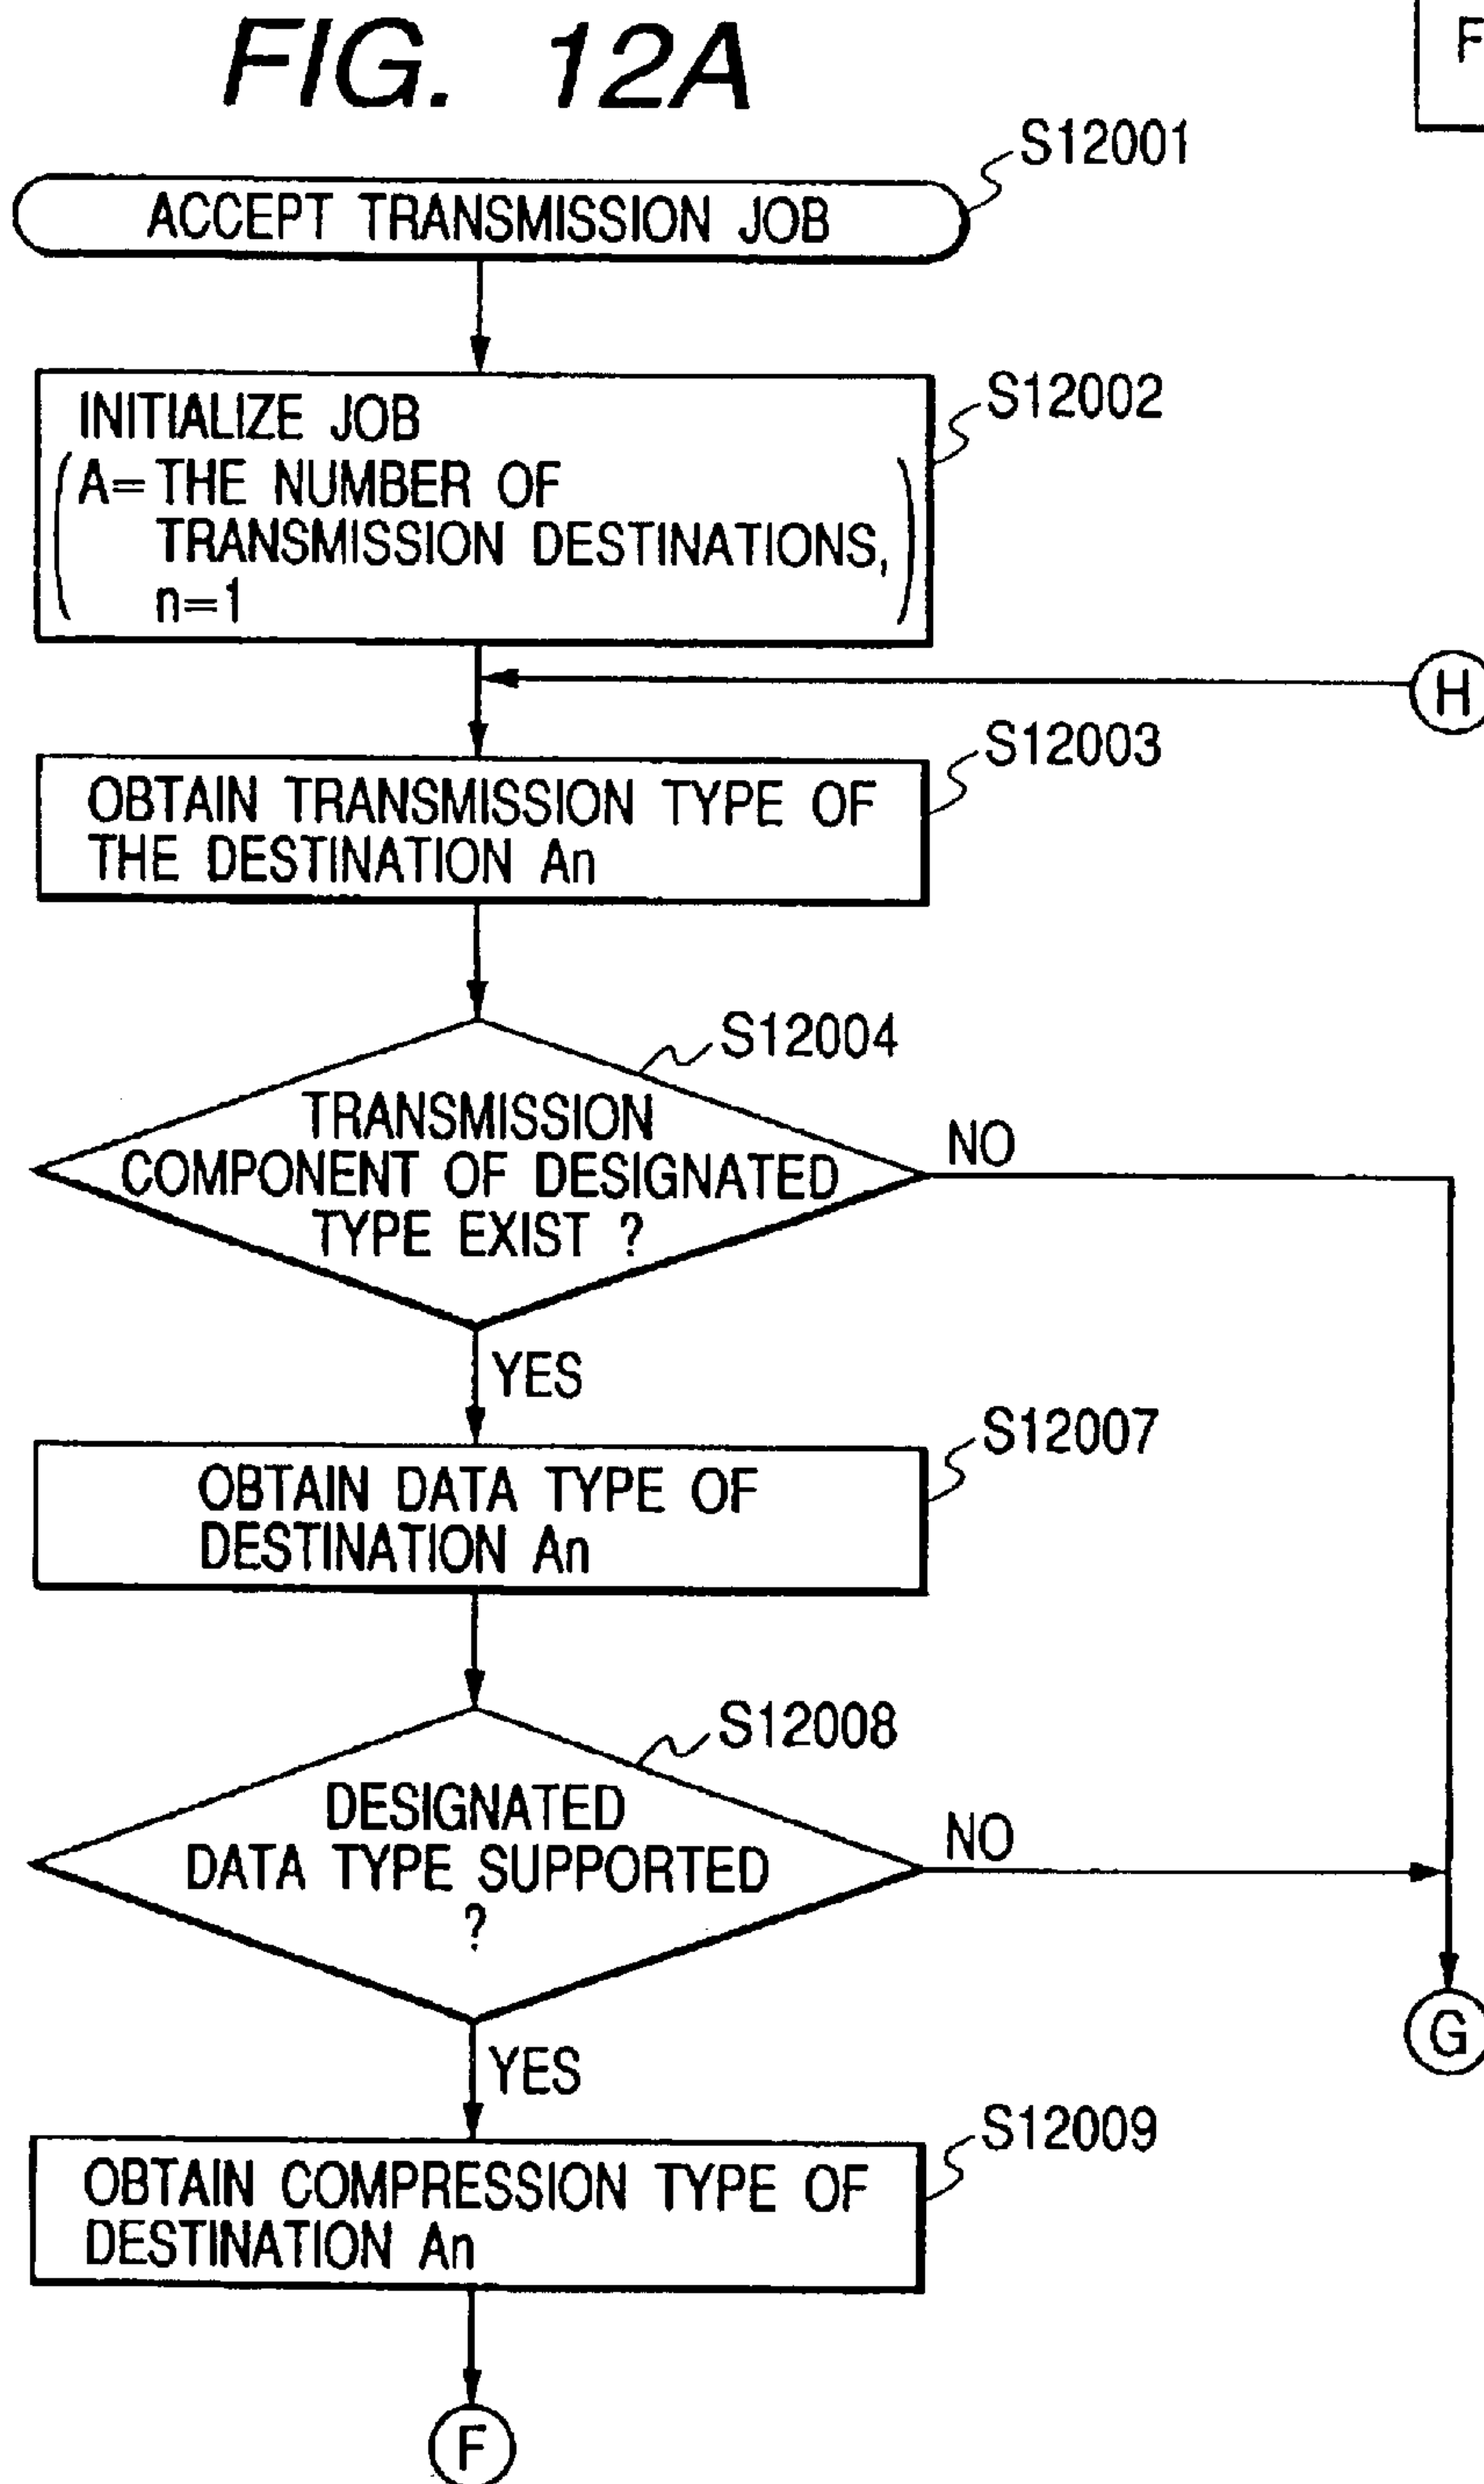 FIG. 12A
F
S12001
ACCEPT TRANSMISSION JOB
S12002
INITIALIZE JOB
(A= THE NUMBER OF
TRANSMISSION DESTINATIONS,
n=1)
H
S12003
OBTAIN TRANSMISSION TYPE OF
THE DESTINATION An
S12004
TRANSMISSION
COMPONENT OF DESIGNATED
TYPE EXIST ?
NO
YES
S12007
OBTAIN DATA TYPE OF
DESTINATION An
S12008
DESIGNATED
DATA TYPE SUPPORTED
?
NO
G
YES
S12009
OBTAIN COMPRESSION TYPE OF
DESTINATION An
F